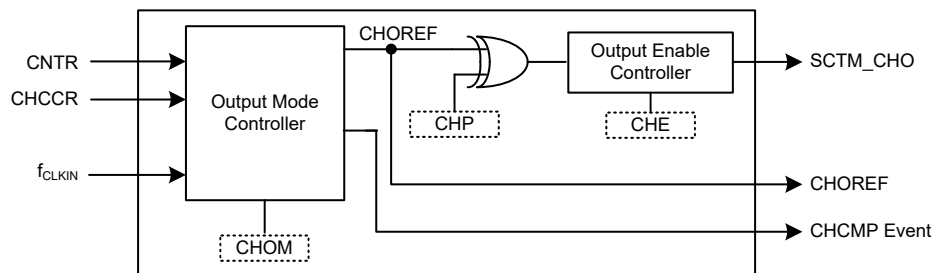 CNTR
CHCCR
fCLKIN
Output Mode
Controller
CHOM
CHOREF
CHP
Output Enable
Controller
CHE
SCTM_CHO
CHOREF
CHCMP Event